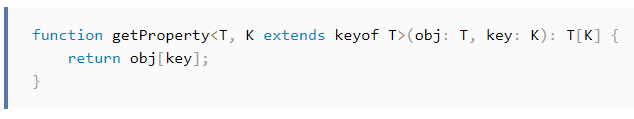 function getProperty<T, K extends keyof T>(obj: T, key: K): T[K] {
    return obj[key];
}